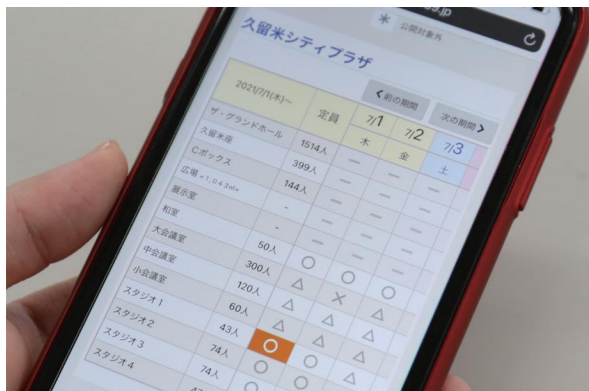 公開対象外
久留米シティプラザ
前の期間 次の期間
2021/7/1(木)～ 定員 7/1 7/2 7/3
木 金 土
ザ・グランドホール 1514人 — — —
久留米座 399人 — — —
Cボックス 144人 — — —
広場 - — — —
展示室 - — — —
和室 50人 ○ ○ ○
大会議室 300人 △ × △
中会議室 120人 △ △ △
小会議室 60人 △ △ △
スタジオ1 43人 ○ ○ △
スタジオ2 74人 ○ ○
スタジオ3 74人 ○
スタジオ4